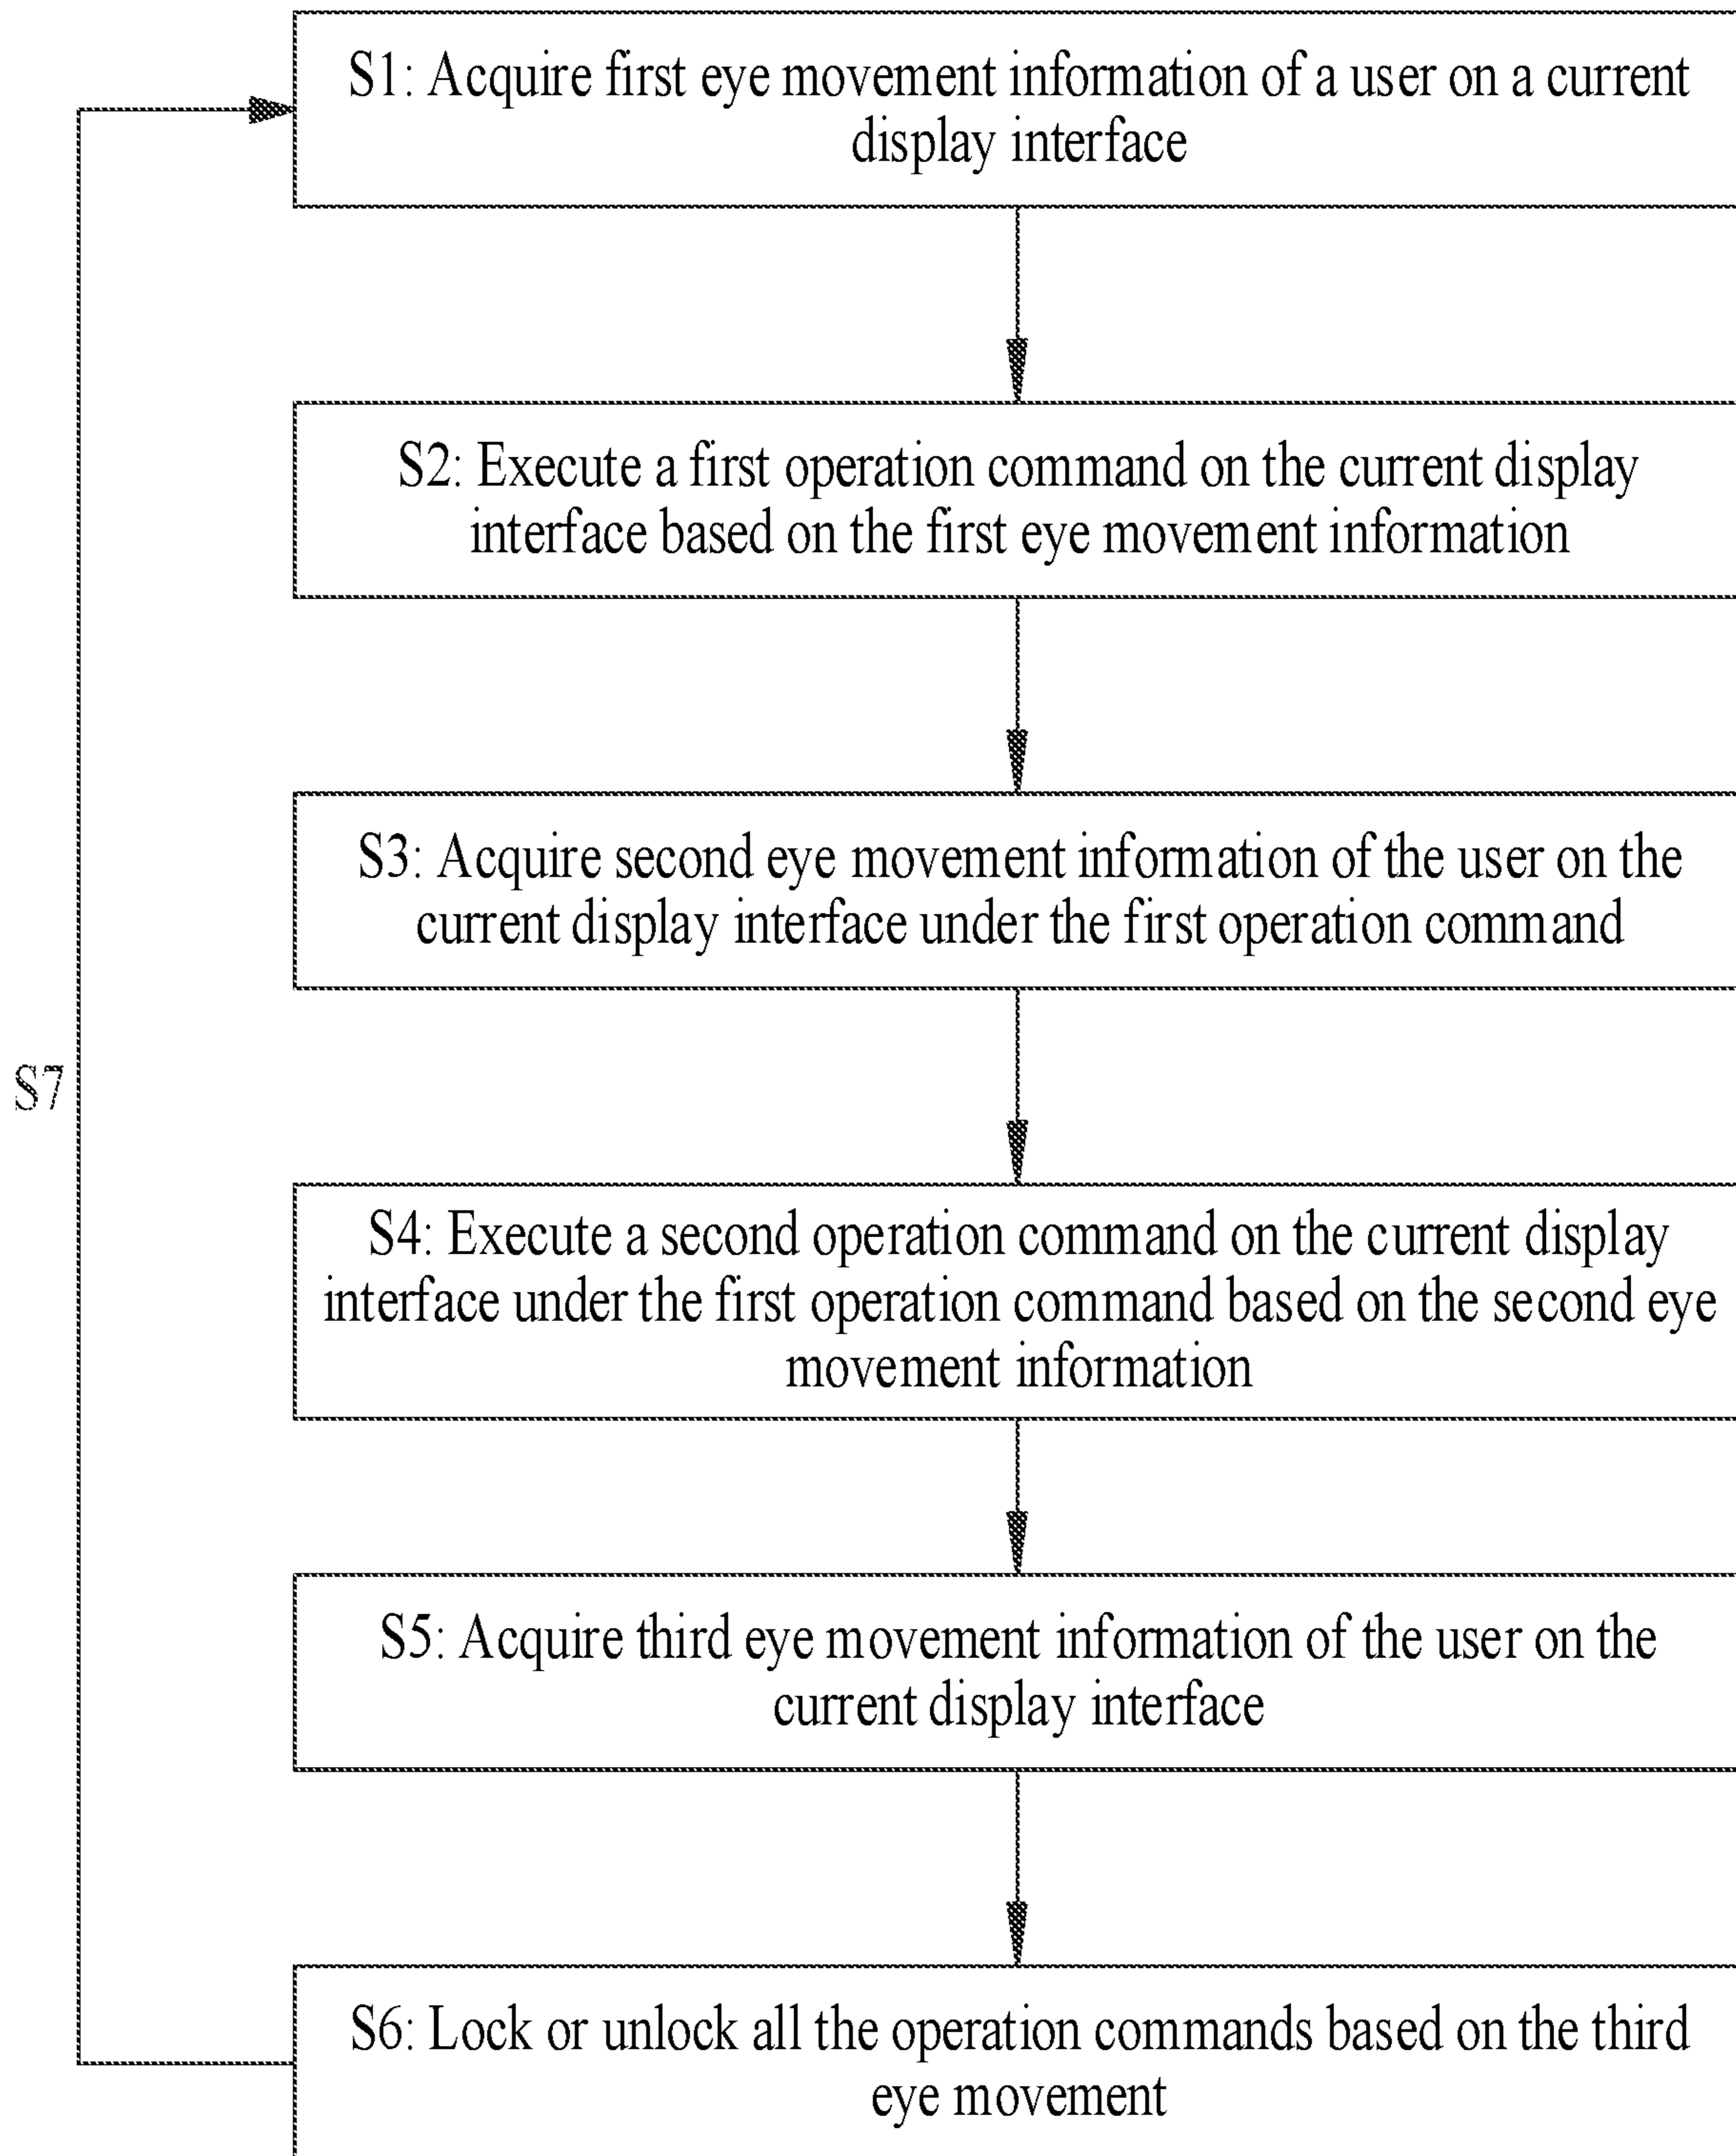 S1: Acquire first eye movement information of a user on a current
display interface
S2: Execute a first operation command on the current display
interface based on the first eye movement information
S3: Acquire second eye movement information of the user on the
current display interface under the first operation command
S7
S4: Execute a second operation command on the current display
interface under the first operation command based on the second eye
movement information
S5: Acquire third eye movement information of the user on the
current display interface
S6: Lock or unlock all the operation commands based on the third
eye movement